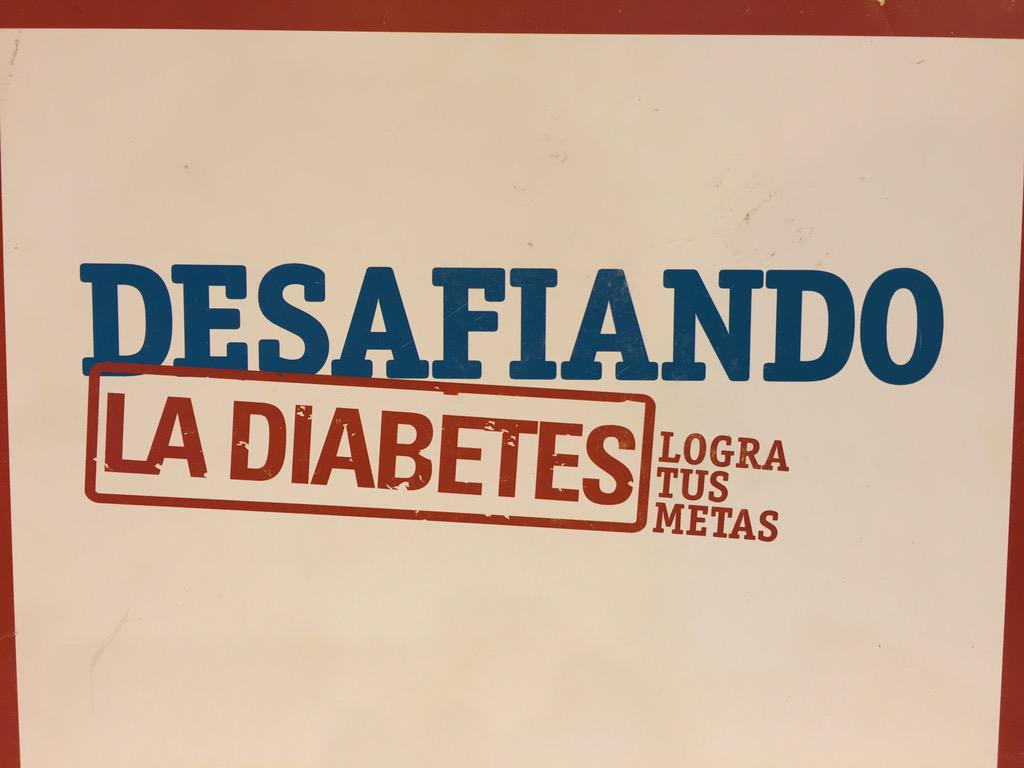 DESAFIANDO
LA DIABETES
LOGRA
TUS
METAS